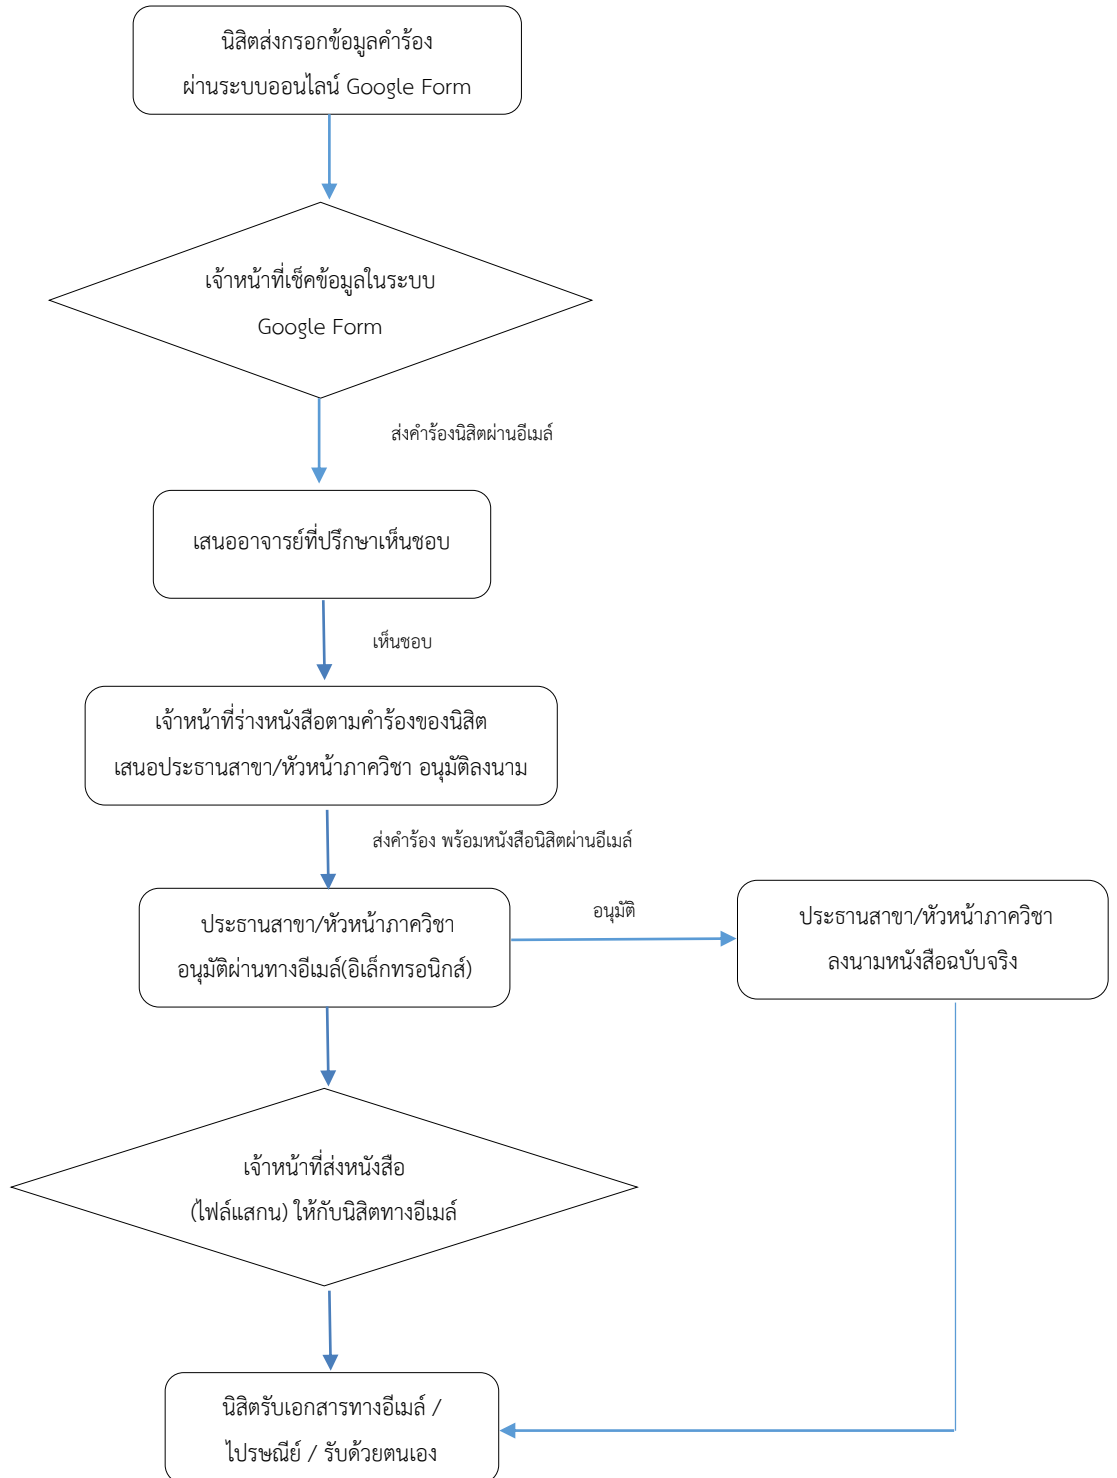 นิสิตส่งกรอกข้อมูลคำร้อง
ผ่านระบบออนไลน์ Google Form
เจ้าหน้าที่เช็คข้อมูลในระบบ
Google Form
ส่งคำร้องนิสิตผ่านอีเมล์
เสนออาจารย์ที่ปรึกษาเห็นชอบ
เห็นชอบ
เจ้าหน้าที่ร่างหนังสือตามคำร้องของนิสิต
เสนอประธานสาขา/หัวหน้าภาควิชา อนุมัติลงนาม
ส่งคำร้อง พร้อมหนังสือนิสิตผ่านอีเมล์
ประธานสาขา/หัวหน้าภาควิชา
อนุมัติผ่านทางอีเมล์(อิเล็กทรอนิกส์)
อนุมัติ
ประธานสาขา/หัวหน้าภาควิชา
ลงนามหนังสือฉบับจริง
เจ้าหน้าที่ส่งหนังสือ
(ไฟล์แสกน) ให้กับนิสิตทางอีเมล์
นิสิตรับเอกสารทางอีเมล์ /
ไปรษณีย์ / รับด้วยตนเอง